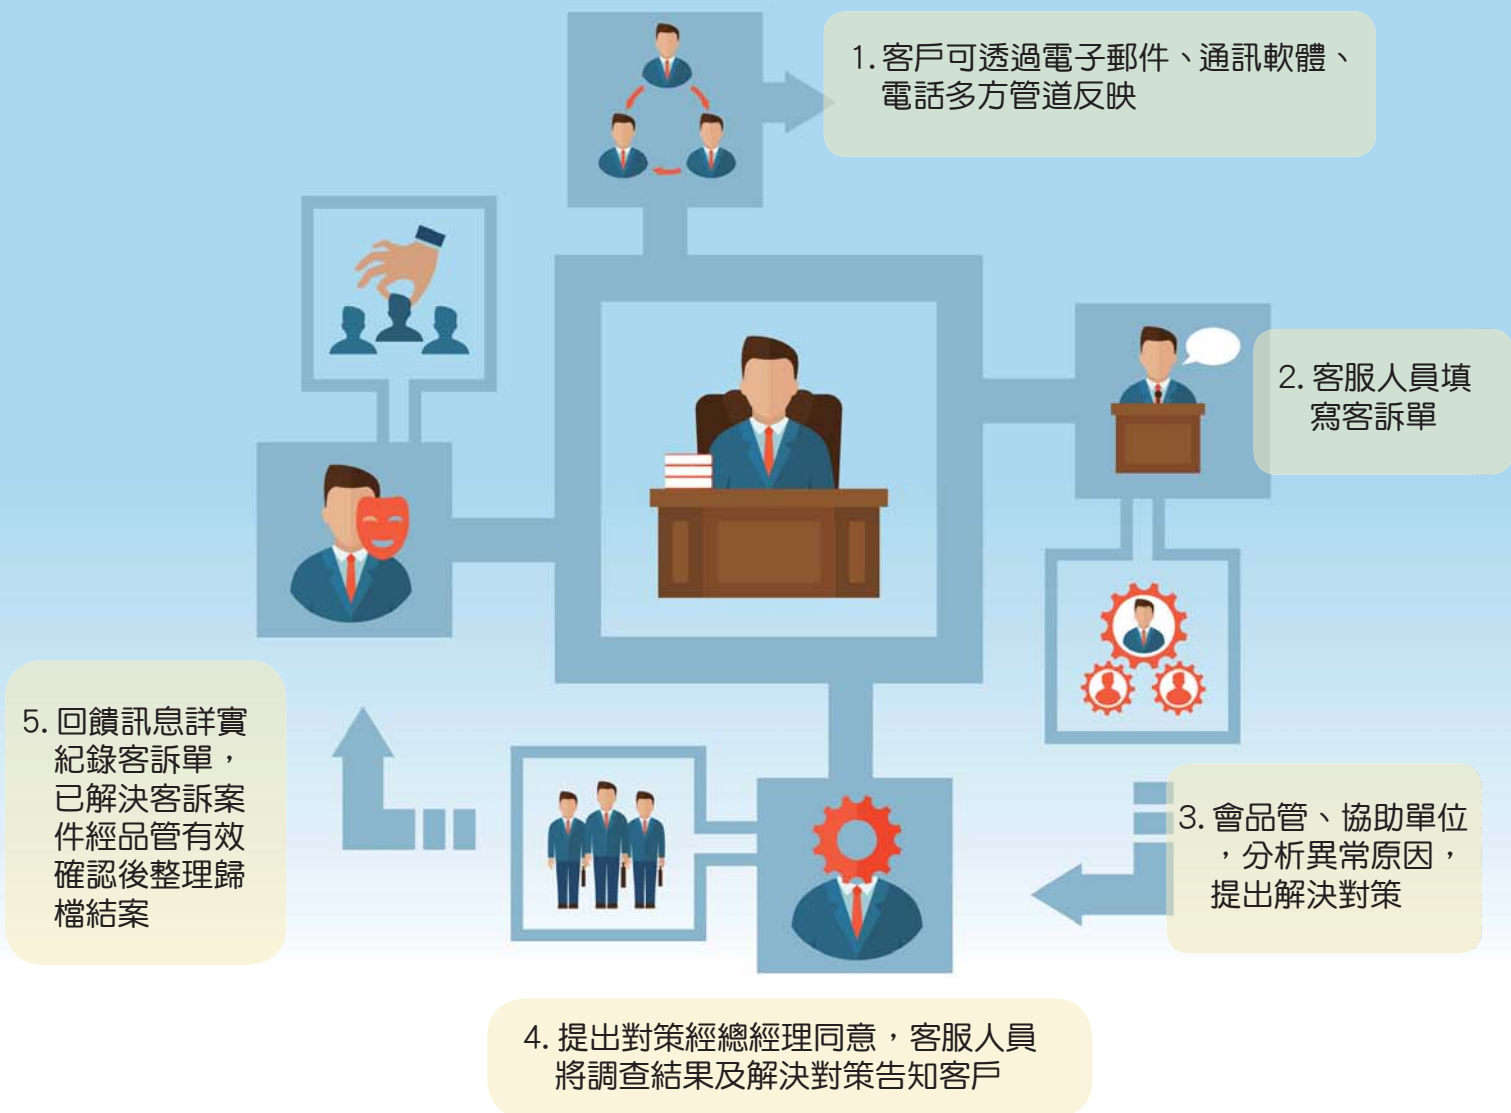 1. 客戶可透過電子郵件、通訊軟體、
電話多方管道反映
2. 客服人員填
寫客訴單
3. 會品管、協助單位
，分析異常原因，
提出解決對策
4. 提出對策經總經理同意，客服人員
將調查結果及解決對策告知客戶
5. 回饋訊息詳實
紀錄客訴單，
已解決客訴案
件經品管有效
確認後整理歸
檔結案